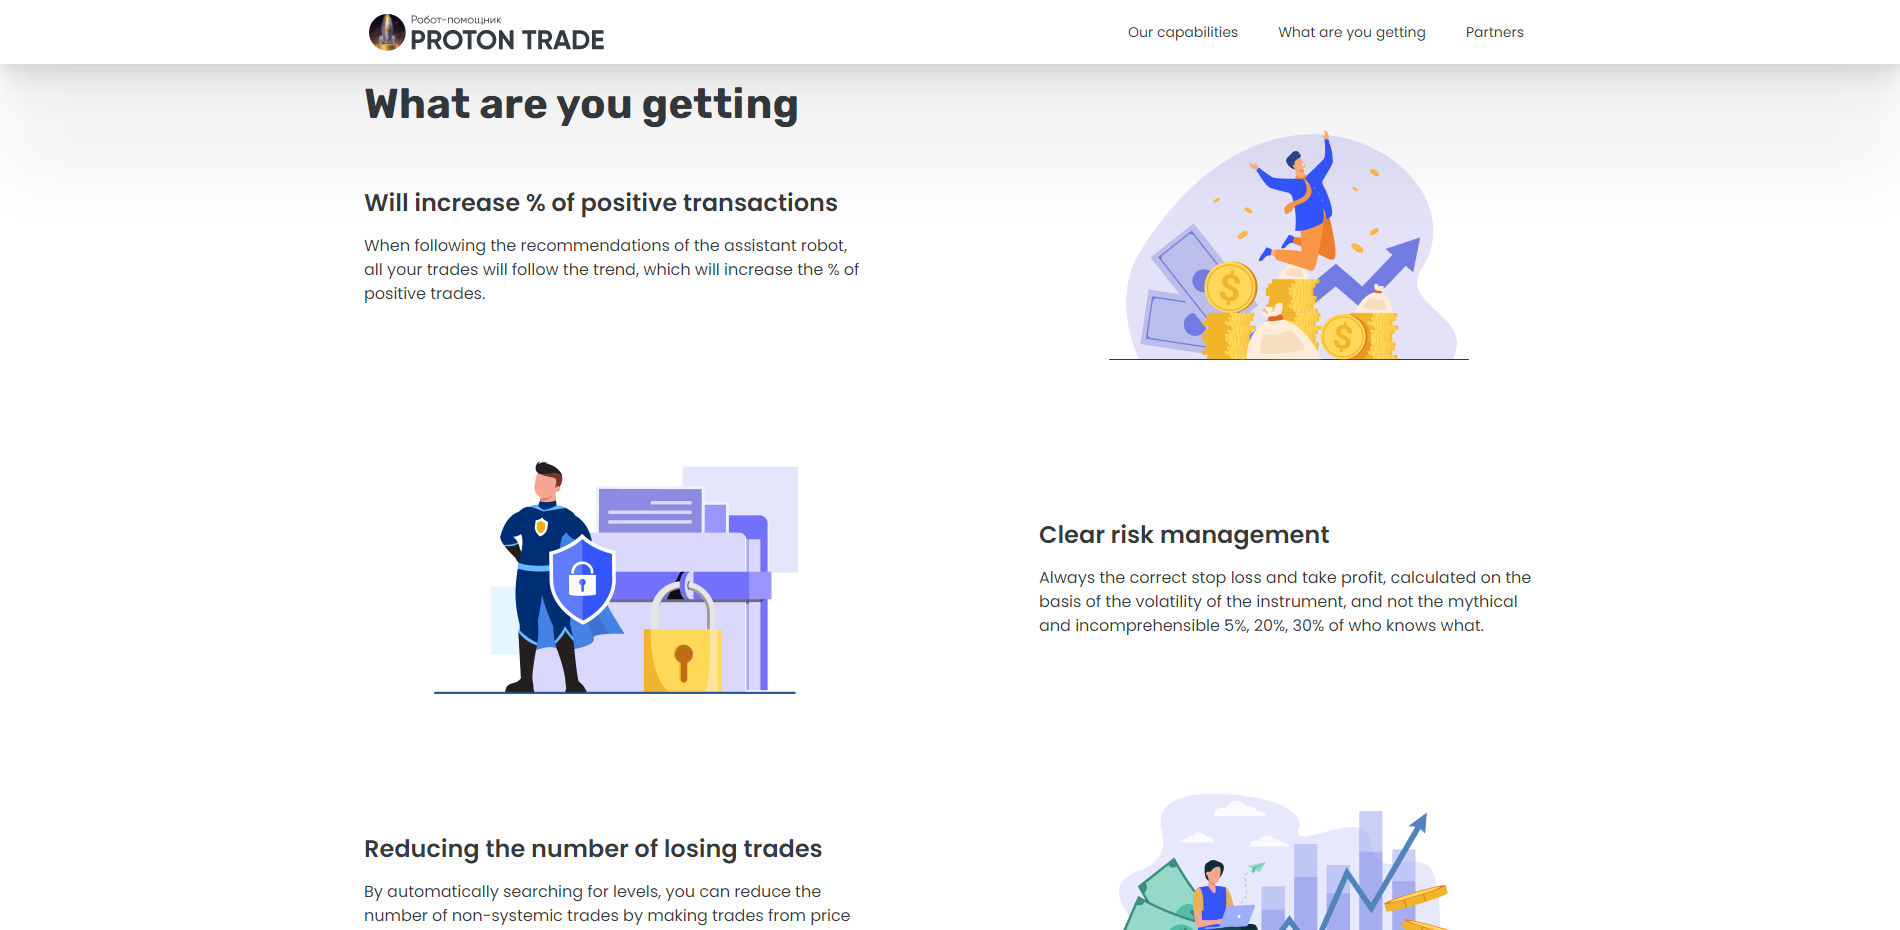 Робот-помощник
PROTON TRADE
Our capabilities
What are you getting
Partners
What are you getting
Will increase % of positive transactions
When following the recommendations of the assistant robot,
all your trades will follow the trend, which will increase the % of
positive trades.
$
$
Clear risk management
Always the correct stop loss and take profit, calculated on the
basis of the volatility of the instrument, and not the mythical
and incomprehensible 5%, 20%, 30% of who knows what.
Reducing the number of losing trades
By automatically searching for levels, you can reduce the
number of non-systemic trades by making trades from price